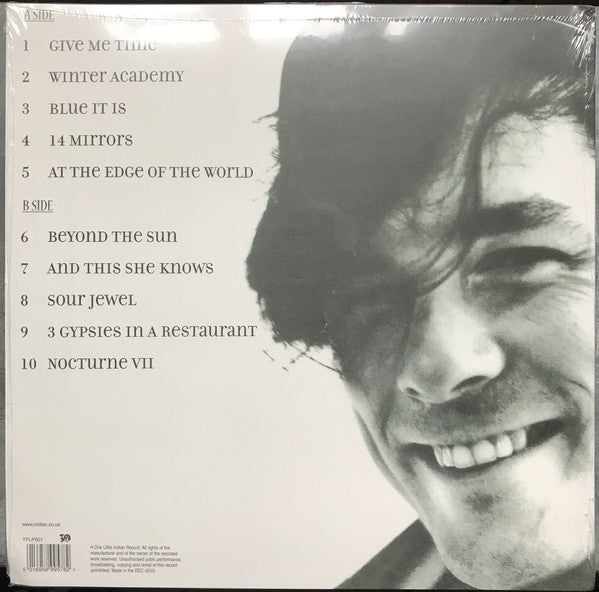 A SIDE
1 Give Me Time
2 Winter Academy
3 Blue It Is
4 14 Mirrors
5 At The Edge Of The World
B SIDE
6 Beyond The Sun
7 And This She Knows
8 Sour Jewel
9 3 Gypsies In A Restaurant
10 Nocturne VII
www.indian.co.uk
TPLP901
A One Little Indian Record. All rights of the
manufacturer and of the owner of the recorded
work reserved. Unauthorised public performance,
broadcasting, copying and rental of this record
prohibited. Made in the EEC
5 016958 995782 >